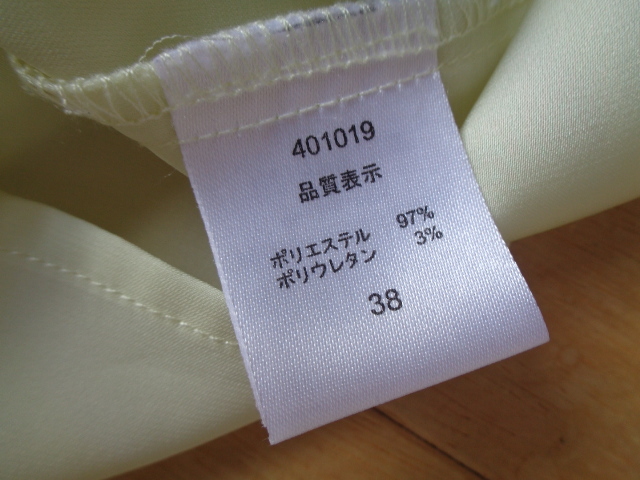 401019
品質表示
ポリエステル 97%
ポリウレタン 3%
38